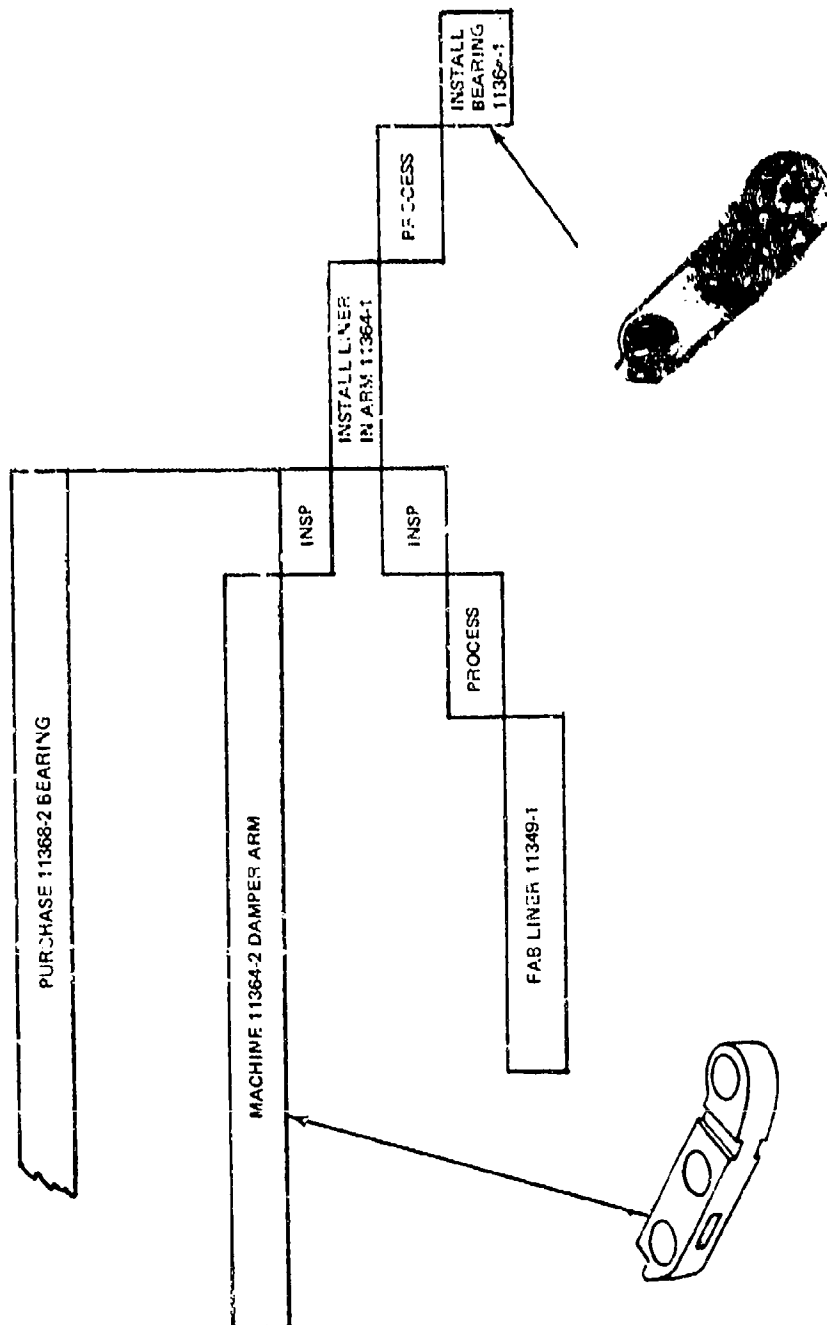 PURCHASE 11368-2 BEARING
MACHINE 11364-2 DAMPER ARM
INSP
INSTALL LINER
IN ARM 11364-1
PROCESS
INSTALL
BEARING
INSP
PROCESS
FAB LINER 11349-1